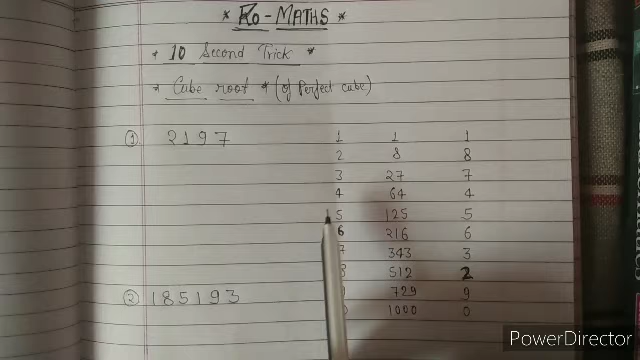 * Ro - MATHS *
* 10 Second Trick *
* Cube root * (of Perfect cube)
① 2197
1 1 1
2 8 8
3 27 7
4 64 4
5 125 5
6 216 6
343 3
512 2
729 9
1000 0
② 185193
PowerDirector